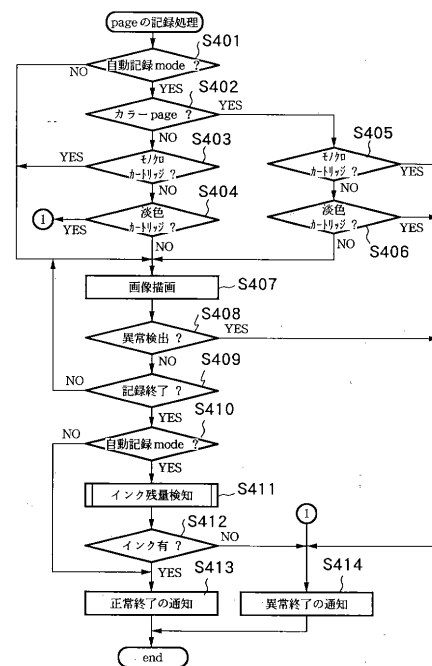 pageの記録処理
S401
自動記録mode ?
NO
YES
S402
カラーpage ?
YES
NO
S403
モノクロ
カートリッジ ?
YES
NO
S405
モノクロ
カートリッジ ?
YES
NO
S404
淡色
カートリッジ ?
1
YES
NO
淡色
カートリッジ ?
YES
NO
S406
画像描画
S407
S408
異常検出 ?
YES
NO
S409
記録終了 ?
NO
YES
S410
自動記録mode ?
NO
YES
インク残量検知
S411
1
S412
インク有 ?
NO
YES
S413
正常終了の通知
S414
異常終了の通知
end